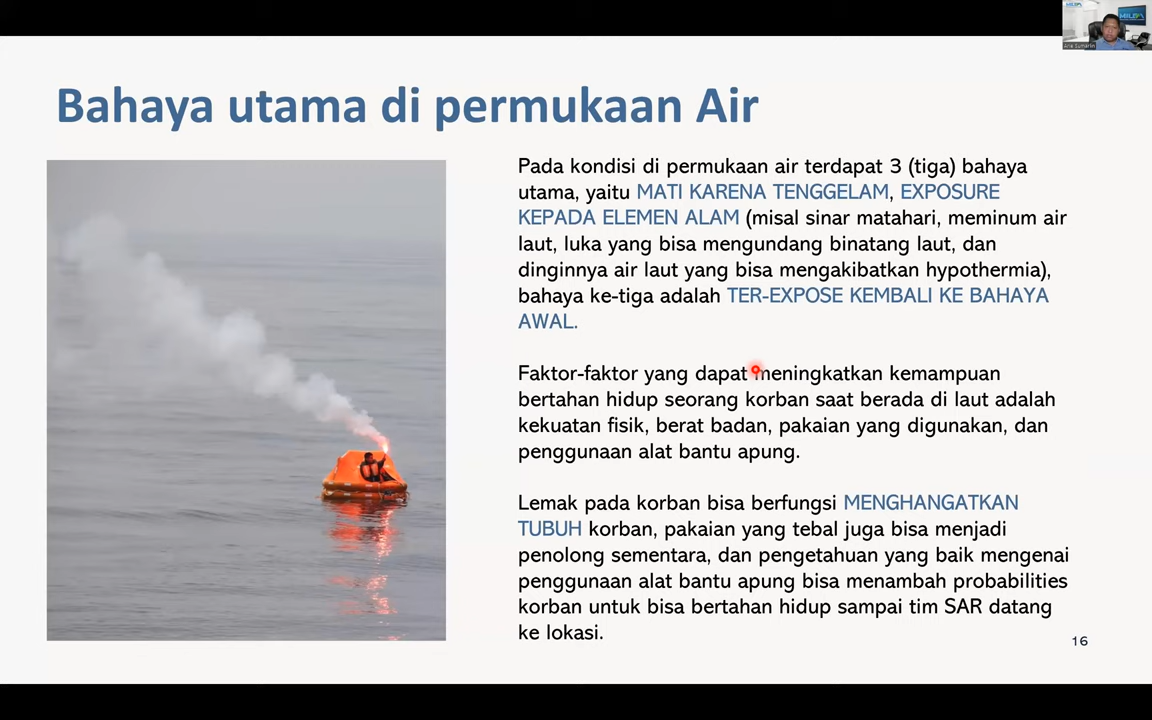 MILDA
MILDA
Arie Sumarlin
Bahaya utama di permukaan Air
Pada kondisi di permukaan air terdapat 3 (tiga) bahaya
utama, yaitu MATI KARENA TENGGELAM, EXPOSURE
KEPADA ELEMEN ALAM (misal sinar matahari, meminum air
laut, luka yang bisa mengundang binatang laut, dan
dinginnya air laut yang bisa mengakibatkan hypothermia),
bahaya ke-tiga adalah TER-EXPOSE KEMBALI KE BAHAYA
AWAL.
Faktor-faktor yang dapat meningkatkan kemampuan
bertahan hidup seorang korban saat berada di laut adalah
kekuatan fisik, berat badan, pakaian yang digunakan, dan
penggunaan alat bantu apung.
Lemak pada korban bisa berfungsi MENGHANGATKAN
TUBUH korban, pakaian yang tebal juga bisa menjadi
penolong sementara, dan pengetahuan yang baik mengenai
penggunaan alat bantu apung bisa menambah probabilities
korban untuk bisa bertahan hidup sampai tim SAR datang
ke lokasi.
16